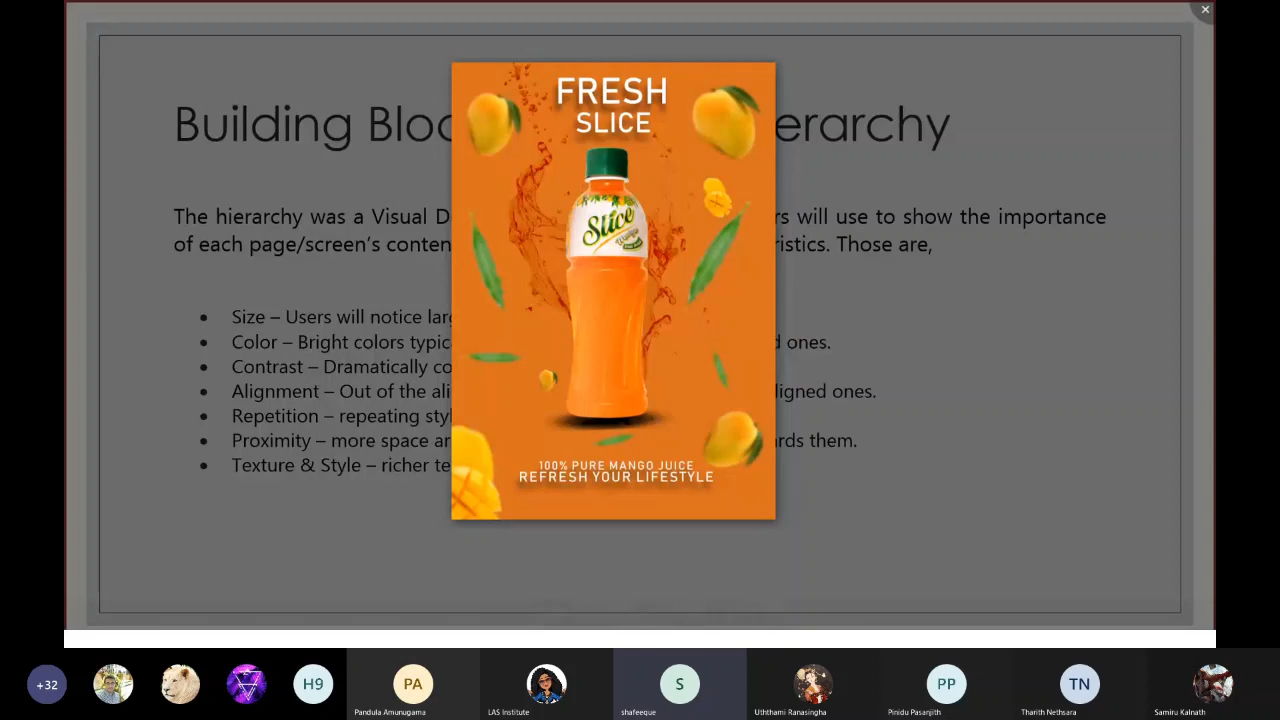 ×
Building Bloc
erarchy
FRESH
SLICE
The hierarchy was a Visual D
rs will use to show the importance
of each page/screen's conten
ristics. Those are,
Slice
• Size – Users will notice larg
• Color – Bright colors typic
d ones.
• Contrast – Dramatically co
• Alignment – Out of the ali
ligned ones.
• Repetition – repeating styl
• Proximity – more space ar
rds them.
• Texture & Style – richer te
100% PURE MANGO JUICE
REFRESH YOUR LIFESTYLE
+32
H9
PA
S
PP
TN
Pandula Amunugama
LAS Institute
shafeeque
Uththami Ranasingha
Pinidu Pasanjith
Tharith Nethsara
Samiru Kalnath